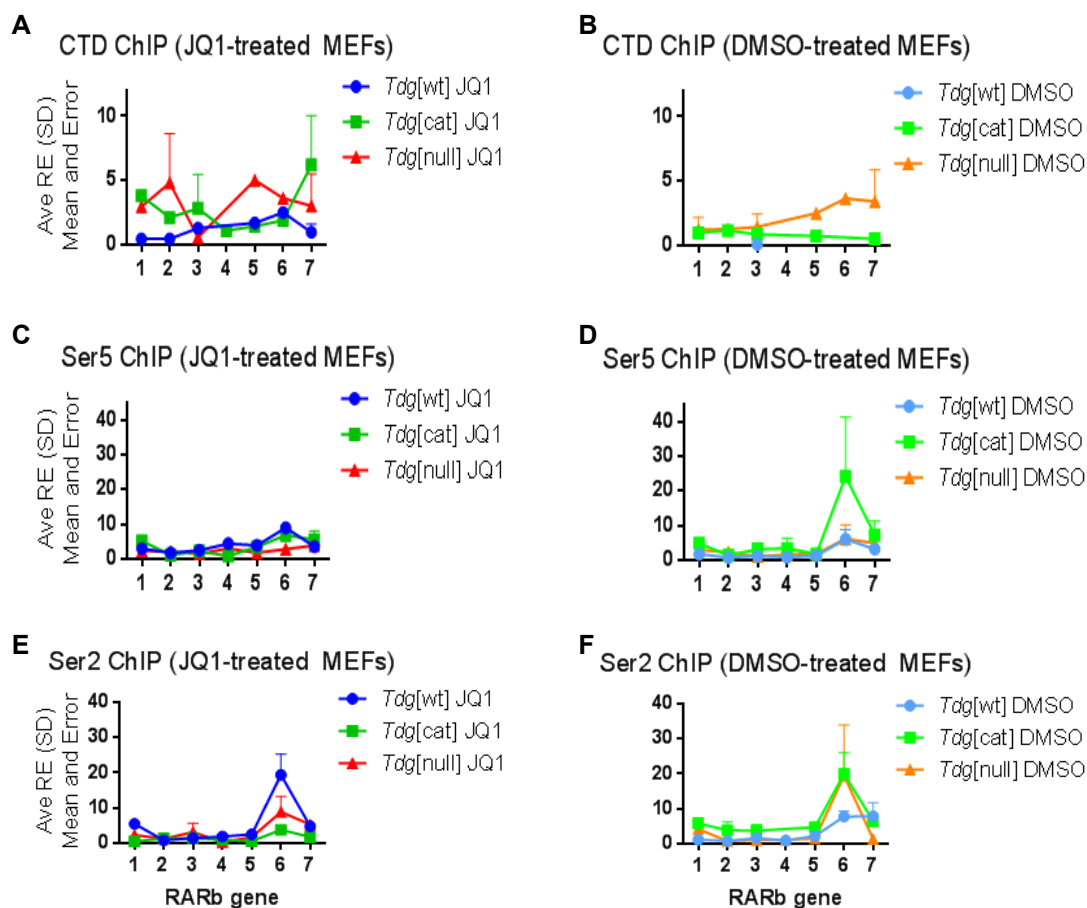 A
CTD ChIP (JQ1-treated MEFs)
Ave RE (SD)
Mean and Error
10
5
0
1 2 3 4 5 6 7
Tdg[wt] JQ1
Tdg[cat] JQ1
Tdg[null] JQ1
B
CTD ChIP (DMSO-treated MEFs)
10
5
0
1 2 3 4 5 6 7
Tdg[wt] DMSO
Tdg[cat] DMSO
Tdg[null] DMSO
C
Ser5 ChIP (JQ1-treated MEFs)
Ave RE (SD)
Mean and Error
40
30
20
10
0
1 2 3 4 5 6 7
Tdg[wt] JQ1
Tdg[cat] JQ1
Tdg[null] JQ1
D
Ser5 ChIP (DMSO-treated MEFs)
40
30
20
10
0
1 2 3 4 5 6 7
Tdg[wt] DMSO
Tdg[cat] DMSO
Tdg[null] DMSO
E
Ser2 ChIP (JQ1-treated MEFs)
Ave RE (SD)
Mean and Error
40
30
20
10
0
1 2 3 4 5 6 7
RARb gene
Tdg[wt] JQ1
Tdg[cat] JQ1
Tdg[null] JQ1
F
Ser2 ChIP (DMSO-treated MEFs)
40
30
20
10
0
1 2 3 4 5 6 7
RARb gene
Tdg[wt] DMSO
Tdg[cat] DMSO
Tdg[null] DMSO